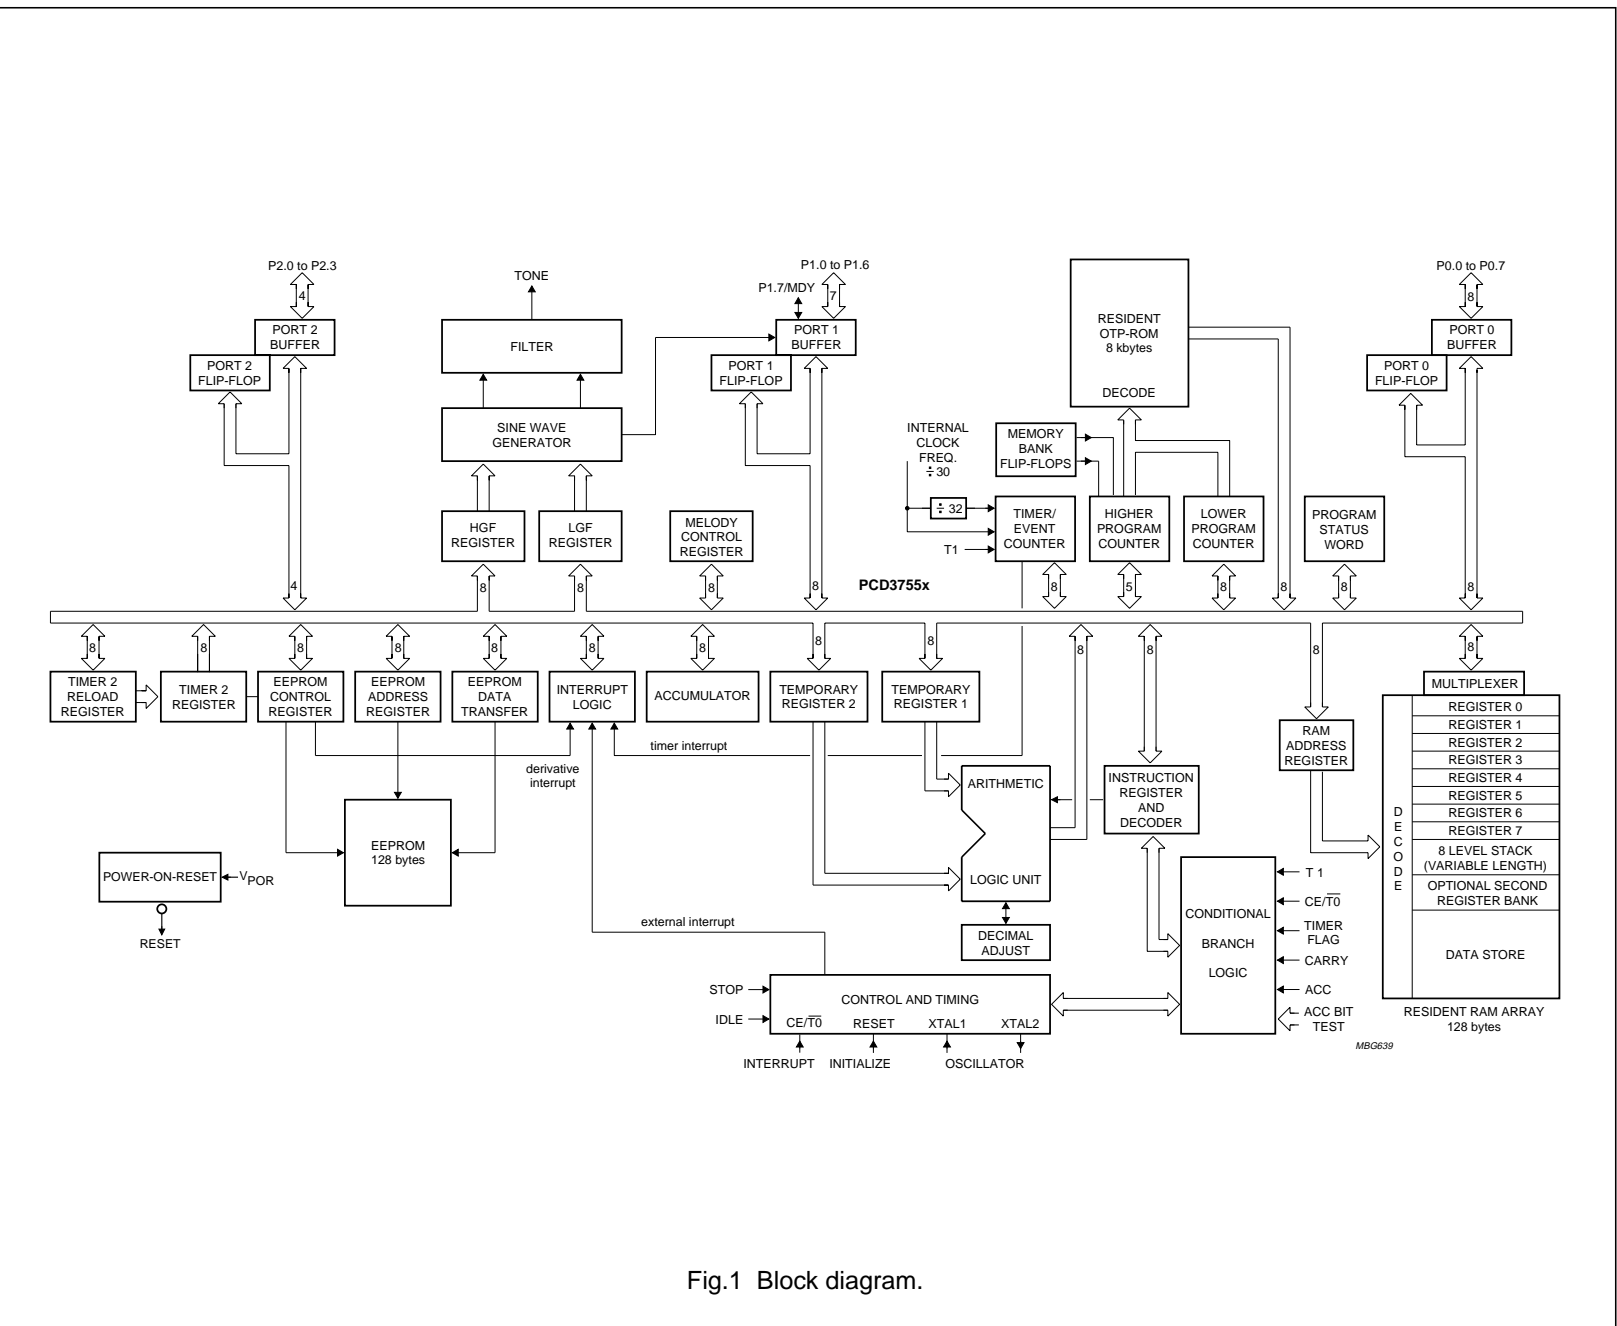 P2.0 to P2.3
4
PORT 2
BUFFER
PORT 2
FLIP-FLOP
4
TONE
FILTER
SINE WAVE
GENERATOR
HGF
REGISTER
8
LGF
REGISTER
8
MELODY
CONTROL
REGISTER
8
P1.0 to P1.6
P1.7/MDY
7
PORT 1
BUFFER
PORT 1
FLIP-FLOP
8
PCD3755x
INTERNAL
CLOCK
FREQ.
÷ 30
÷ 32
T1
TIMER/
EVENT
COUNTER
8
RESIDENT
OTP-ROM
8 kbytes
DECODE
MEMORY
BANK
FLIP-FLOPS
HIGHER
PROGRAM
COUNTER
5
LOWER
PROGRAM
COUNTER
8
8
PROGRAM
STATUS
WORD
8
P0.0 to P0.7
8
PORT 0
BUFFER
PORT 0
FLIP-FLOP
8
8
TIMER 2
RELOAD
REGISTER
8
TIMER 2
REGISTER
8
EEPROM
CONTROL
REGISTER
8
EEPROM
ADDRESS
REGISTER
8
EEPROM
DATA
TRANSFER
8
INTERRUPT
LOGIC
8
ACCUMULATOR
8
TEMPORARY
REGISTER 2
8
TEMPORARY
REGISTER 1
8
8
8
8
MULTIPLEXER
timer interrupt
derivative
interrupt
EEPROM
128 bytes
POWER-ON-RESET
VPOR
RESET
external interrupt
ARITHMETIC
LOGIC UNIT
DECIMAL
ADJUST
INSTRUCTION
REGISTER
AND
DECODER
RAM
ADDRESS
REGISTER
DECODE
REGISTER 0
REGISTER 1
REGISTER 2
REGISTER 3
REGISTER 4
REGISTER 5
REGISTER 6
REGISTER 7
8 LEVEL STACK
(VARIABLE LENGTH)
OPTIONAL SECOND
REGISTER BANK
DATA STORE
RESIDENT RAM ARRAY
128 bytes
CONDITIONAL
BRANCH
LOGIC
T 1
CE/T0
TIMER
FLAG
CARRY
ACC
ACC BIT
TEST
STOP
IDLE
CONTROL AND TIMING
CE/T0 RESET XTAL1 XTAL2
INTERRUPT INITIALIZE OSCILLATOR
MBG639
Fig.1 Block diagram.